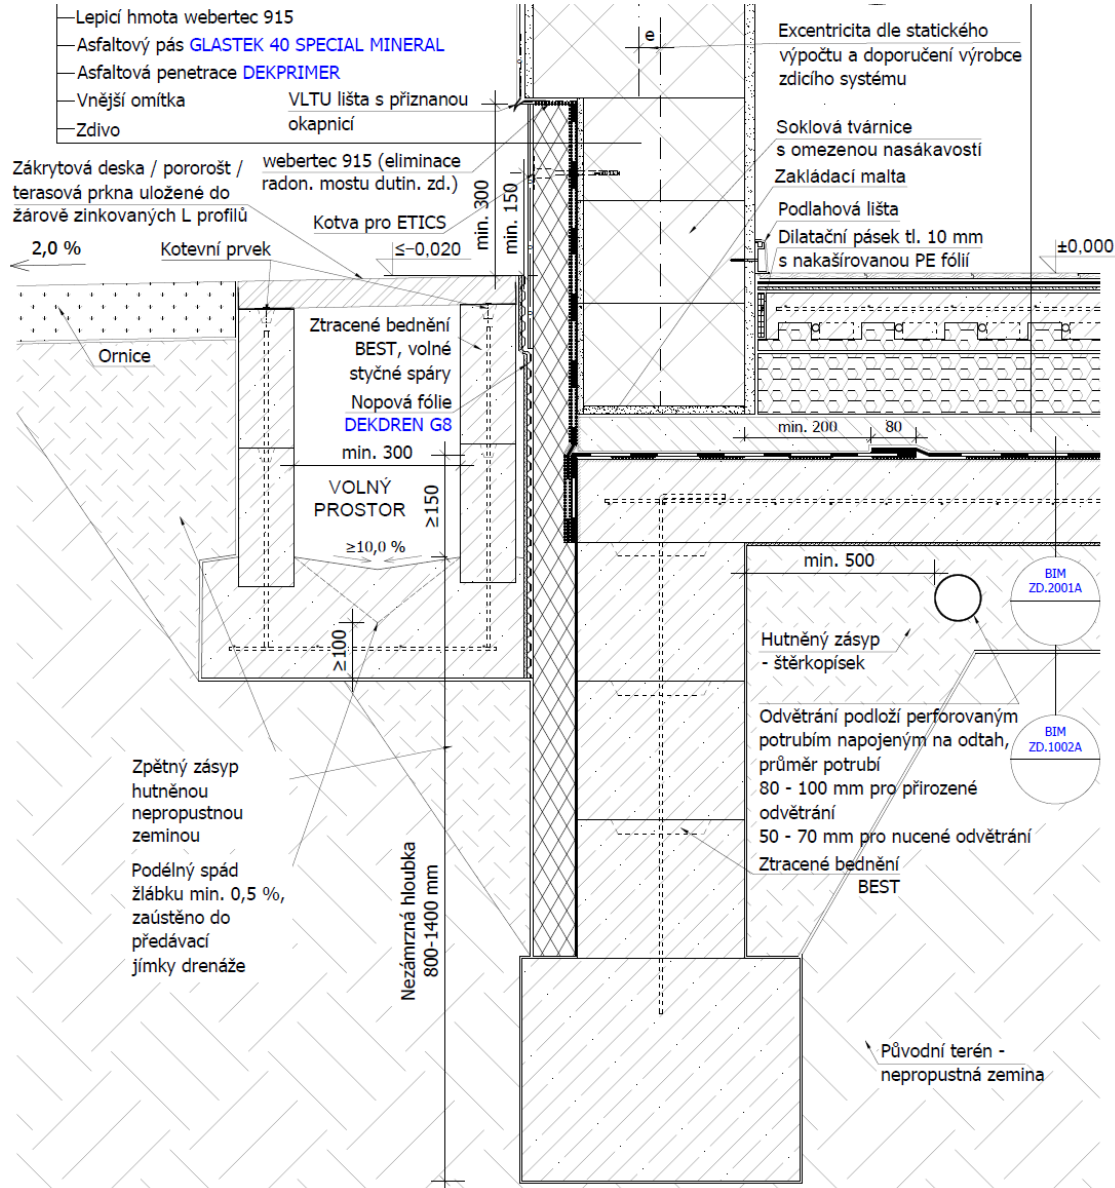 Lepicí hmota webertec 915
Asfaltový pás GLASTEK 40 SPECIAL MINERAL
Asfaltová penetrace DEKPRIMER
Vnější omítka
Zdivo
VLTU lišta s přiznanou
okapnicí
webertec 915 (eliminace
radon. mostu dutin. zd.)
Kotva pro ETICS
Zákrytová deska / pororošt /
terasová prkna uložené do
žárově zinkovaných L profilů
2,0 %
Kotevní prvek
≤−0,020
min. 300
min. 150
e
Excentricita dle statického
výpočtu a doporučení výrobce
zdicího systému
Soklová tvárnice
s omezenou nasákavostí
Zakládací malta
Podlahová lišta
Dilatační pásek tl. 10 mm
s nakašírovanou PE fólií
±0,000
Ornice
Ztracené bednění
BEST, volné
styčné spáry
Nopová fólie
DEKDREN G8
min. 300
VOLNÝ
PROSTOR
≥150
≥10,0 %
≥100
min. 200
80
min. 500
BIM
ZD.2001A
Hutněný zásyp
- štěrkopísek
Odvětrání podloží perforovaným
potrubím napojeným na odtah,
průměr potrubí
80 - 100 mm pro přirozené
odvětrání
50 - 70 mm pro nucené odvětrání
BIM
ZD.1002A
Ztracené bednění
BEST
Zpětný zásyp
hutněnou
nepropustnou
zeminou
Podélný spád
žlábku min. 0,5 %,
zaústěno do
předávací
jímky drenáže
Nezámrzná hloubka
800-1400 mm
Původní terén -
nepropustná zemina